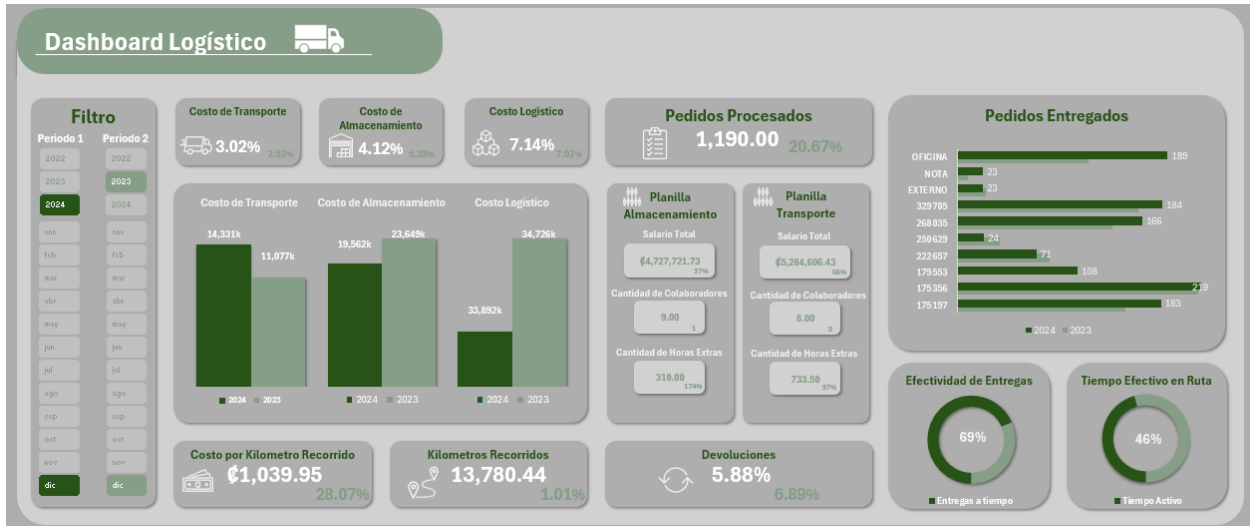 Dashboard Logístico
Filtro
Periodo 1 Periodo 2
2022 2022
2023 2023
2024 2024
ene ene
feb feb
mar mar
abr abr
may may
jun jun
jul jul
ago ago
sep sep
oct oct
nov nov
dic dic
Costo de Transporte
3.02% 2.52%
Costo de
Almacenamiento
4.12% 5.39%
Costo Logístico
7.14% 7.92%
Pedidos Procesados
1,190.00 20.67%
Costo de Transporte
14,331k
11,077k
2024 2023
Costo de Almacenamiento
19,562k
23,649k
2024 2023
Costo Logístico
33,892k
34,726k
2024 2023
Planilla
Almacenamiento
Salario Total
₡4,727,721.73
27%
Cantidad de Colaboradores
9.00
1
Cantidad de Horas Extras
310.00
174%
Planilla
Transporte
Salario Total
₡5,284,606.43
56%
Cantidad de Colaboradores
8.00
2
Cantidad de Horas Extras
733.50
97%
Pedidos Entregados
OFICINA 189
NOTA 23
EXTERNO 23
329705 184
268035 166
250629 24
222657 71
179553 108
175356 219
175197 183
2024 2023
Costo por Kilometro Recorrido
₡1,039.95
28.07%
Kilometros Recorridos
13,780.44
1.01%
Devoluciones
5.88%
6.89%
Efectividad de Entregas
69%
Entregas a tiempo
Tiempo Efectivo en Ruta
46%
Tiempo Activo